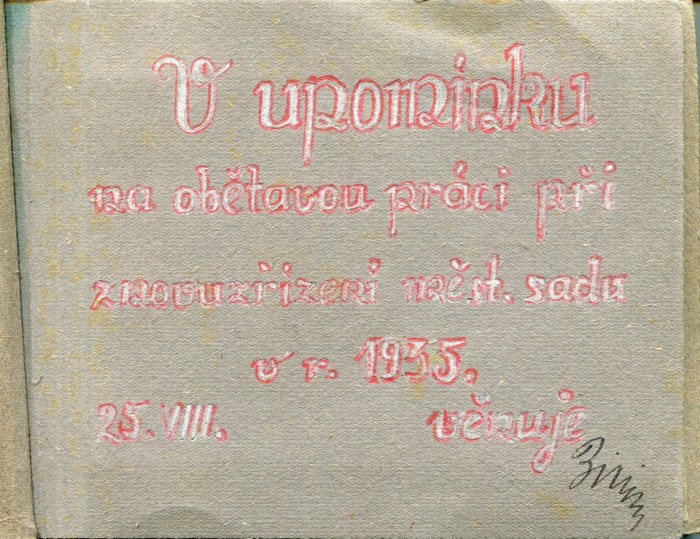 V upomínku
na obětavou práci při
znovuzřízení měst. sadu
v r. 1935.
25. VIII. věnuje